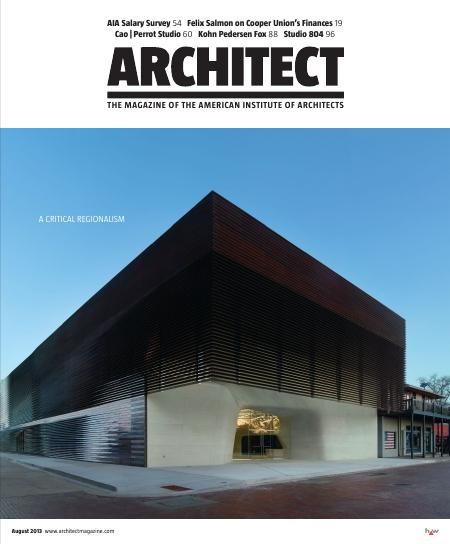 AIA Salary Survey 54 Felix Salmon on Cooper Union's Finances 19
Cao | Perrot Studio 60 Kohn Pedersen Fox 88 Studio 804 96
ARCHITECT
THE MAGAZINE OF THE AMERICAN INSTITUTE OF ARCHITECTS
A CRITICAL REGIONALISM
August 2013 www.architectmagazine.com